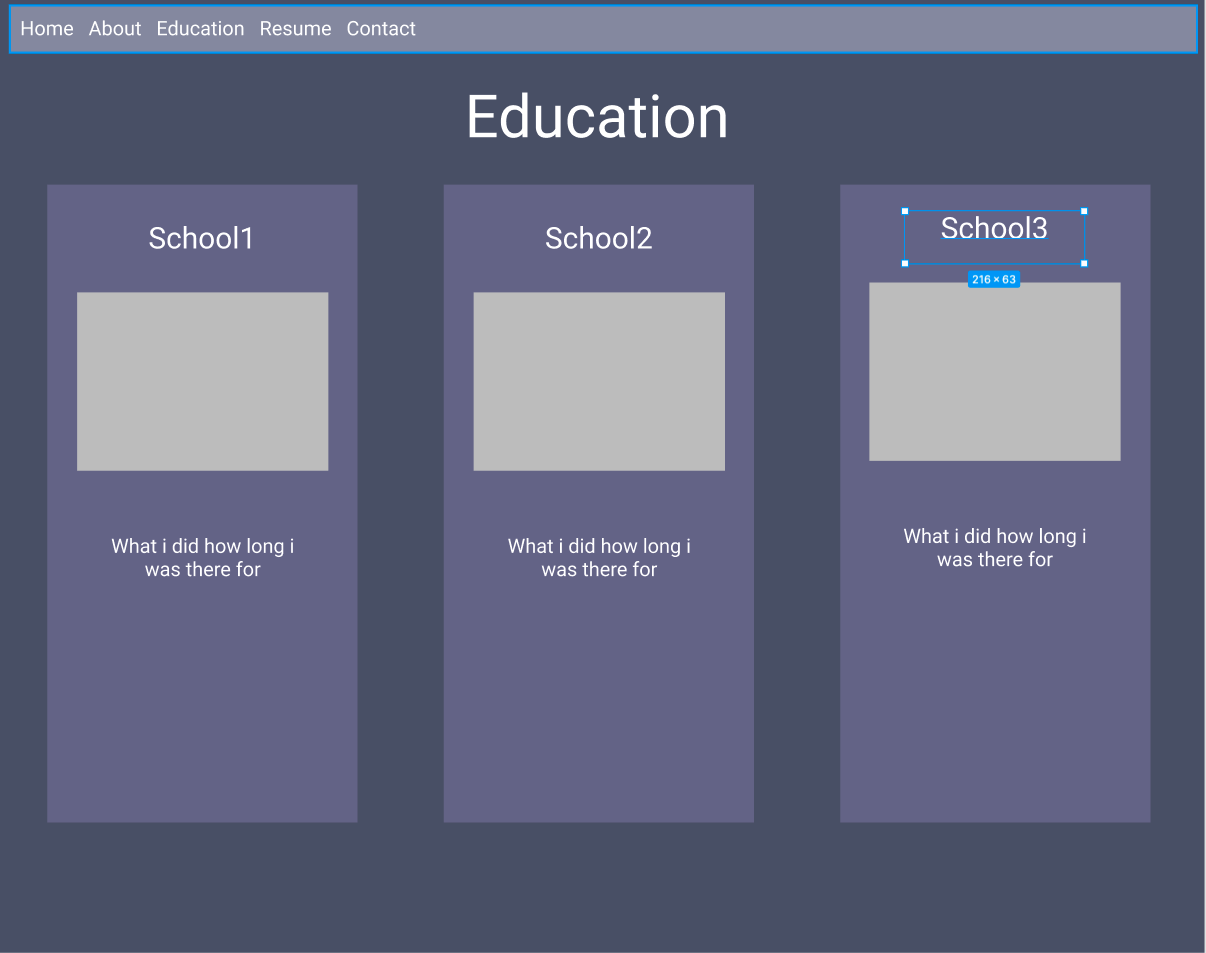 Home About Education Resume Contact
Education
School1
School2
School3
216 × 63
What i did how long i
was there for
What i did how long i
was there for
What i did how long i
was there for